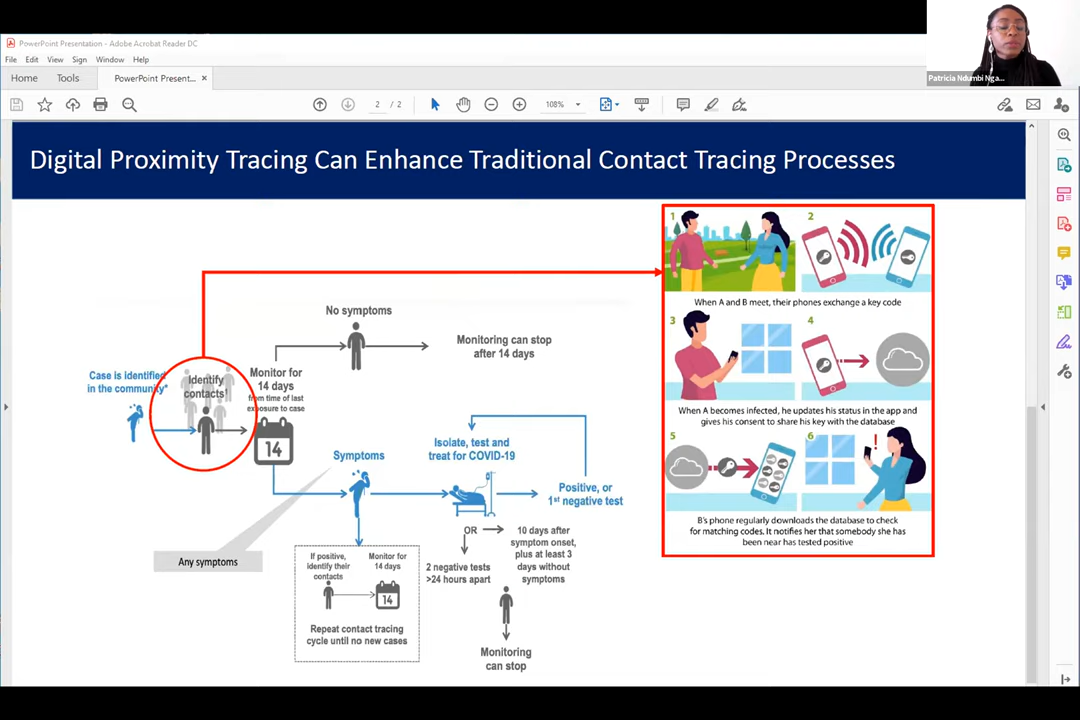 PowerPoint Presentation - Adobe Acrobat Reader DC
File Edit View Sign Window Help
Home Tools PowerPoint Present... ×
2 / 2 108%
Patricia Ndumbi Nga...
Digital Proximity Tracing Can Enhance Traditional Contact Tracing Processes
Case is identified
in the community*
Identify
contacts†
Monitor for
14 days
from time of last
exposure to case
14
No symptoms
Monitoring can stop
after 14 days
Symptoms
Any symptoms
Isolate, test and
treat for COVID-19
Positive, or
1st negative test
OR
2 negative tests
>24 hours apart
10 days after
symptom onset,
plus at least 3
days without
symptoms
Monitoring
can stop
If positive,
identify their
contacts
Monitor for
14 days
14
Repeat contact tracing
cycle until no new cases
1
2
When A and B meet, their phones exchange a key code
3
4
When A becomes infected, he updates his status in the app and
gives his consent to share his key with the database
5
6
!
B's phone regularly downloads the database to check
for matching codes. It notifies her that somebody she has
been near has tested positive